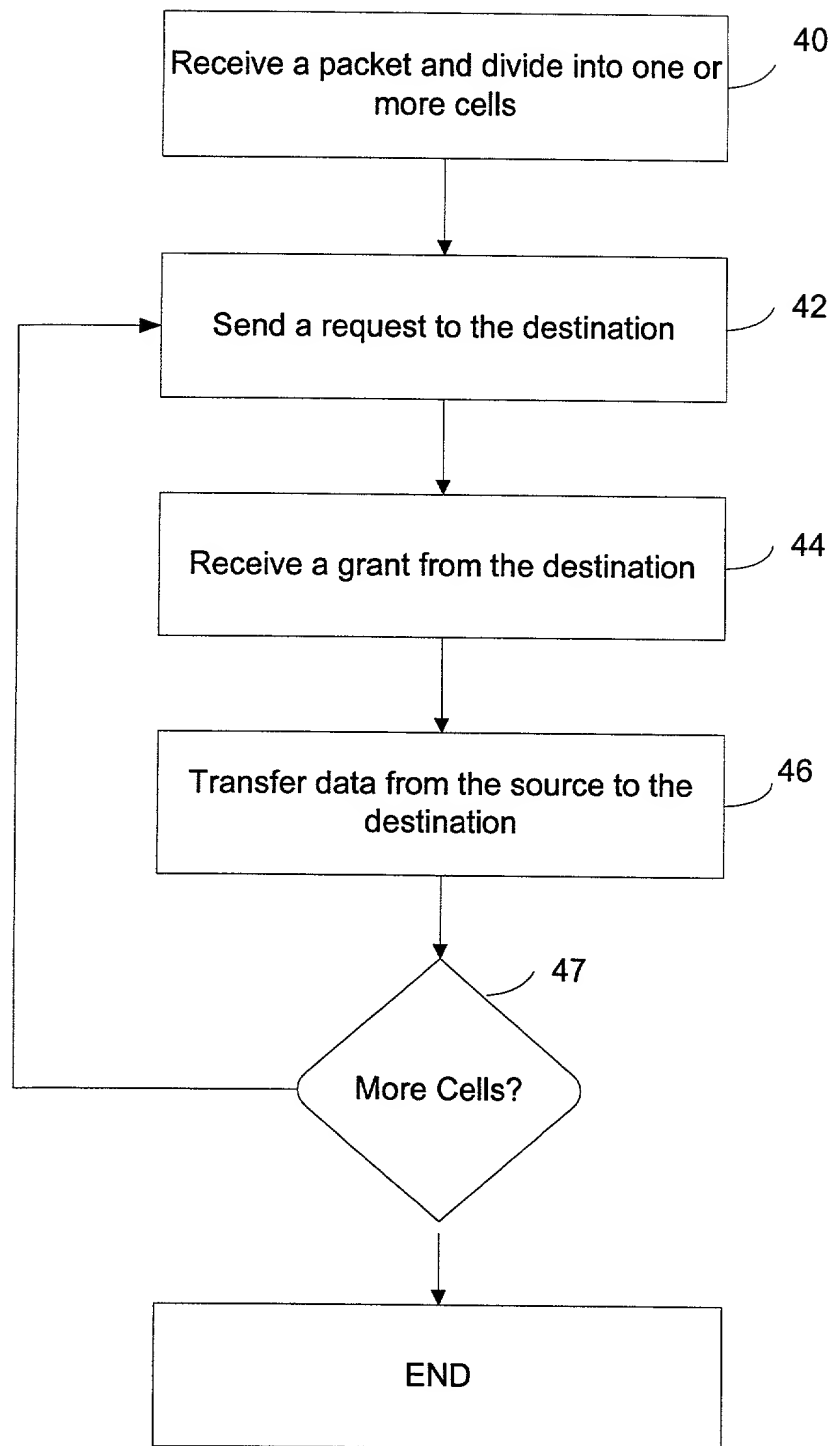 Receive a packet and divide into one or
more cells
40
Send a request to the destination
42
Receive a grant from the destination
44
Transfer data from the source to the
destination
46
47
More Cells?
END